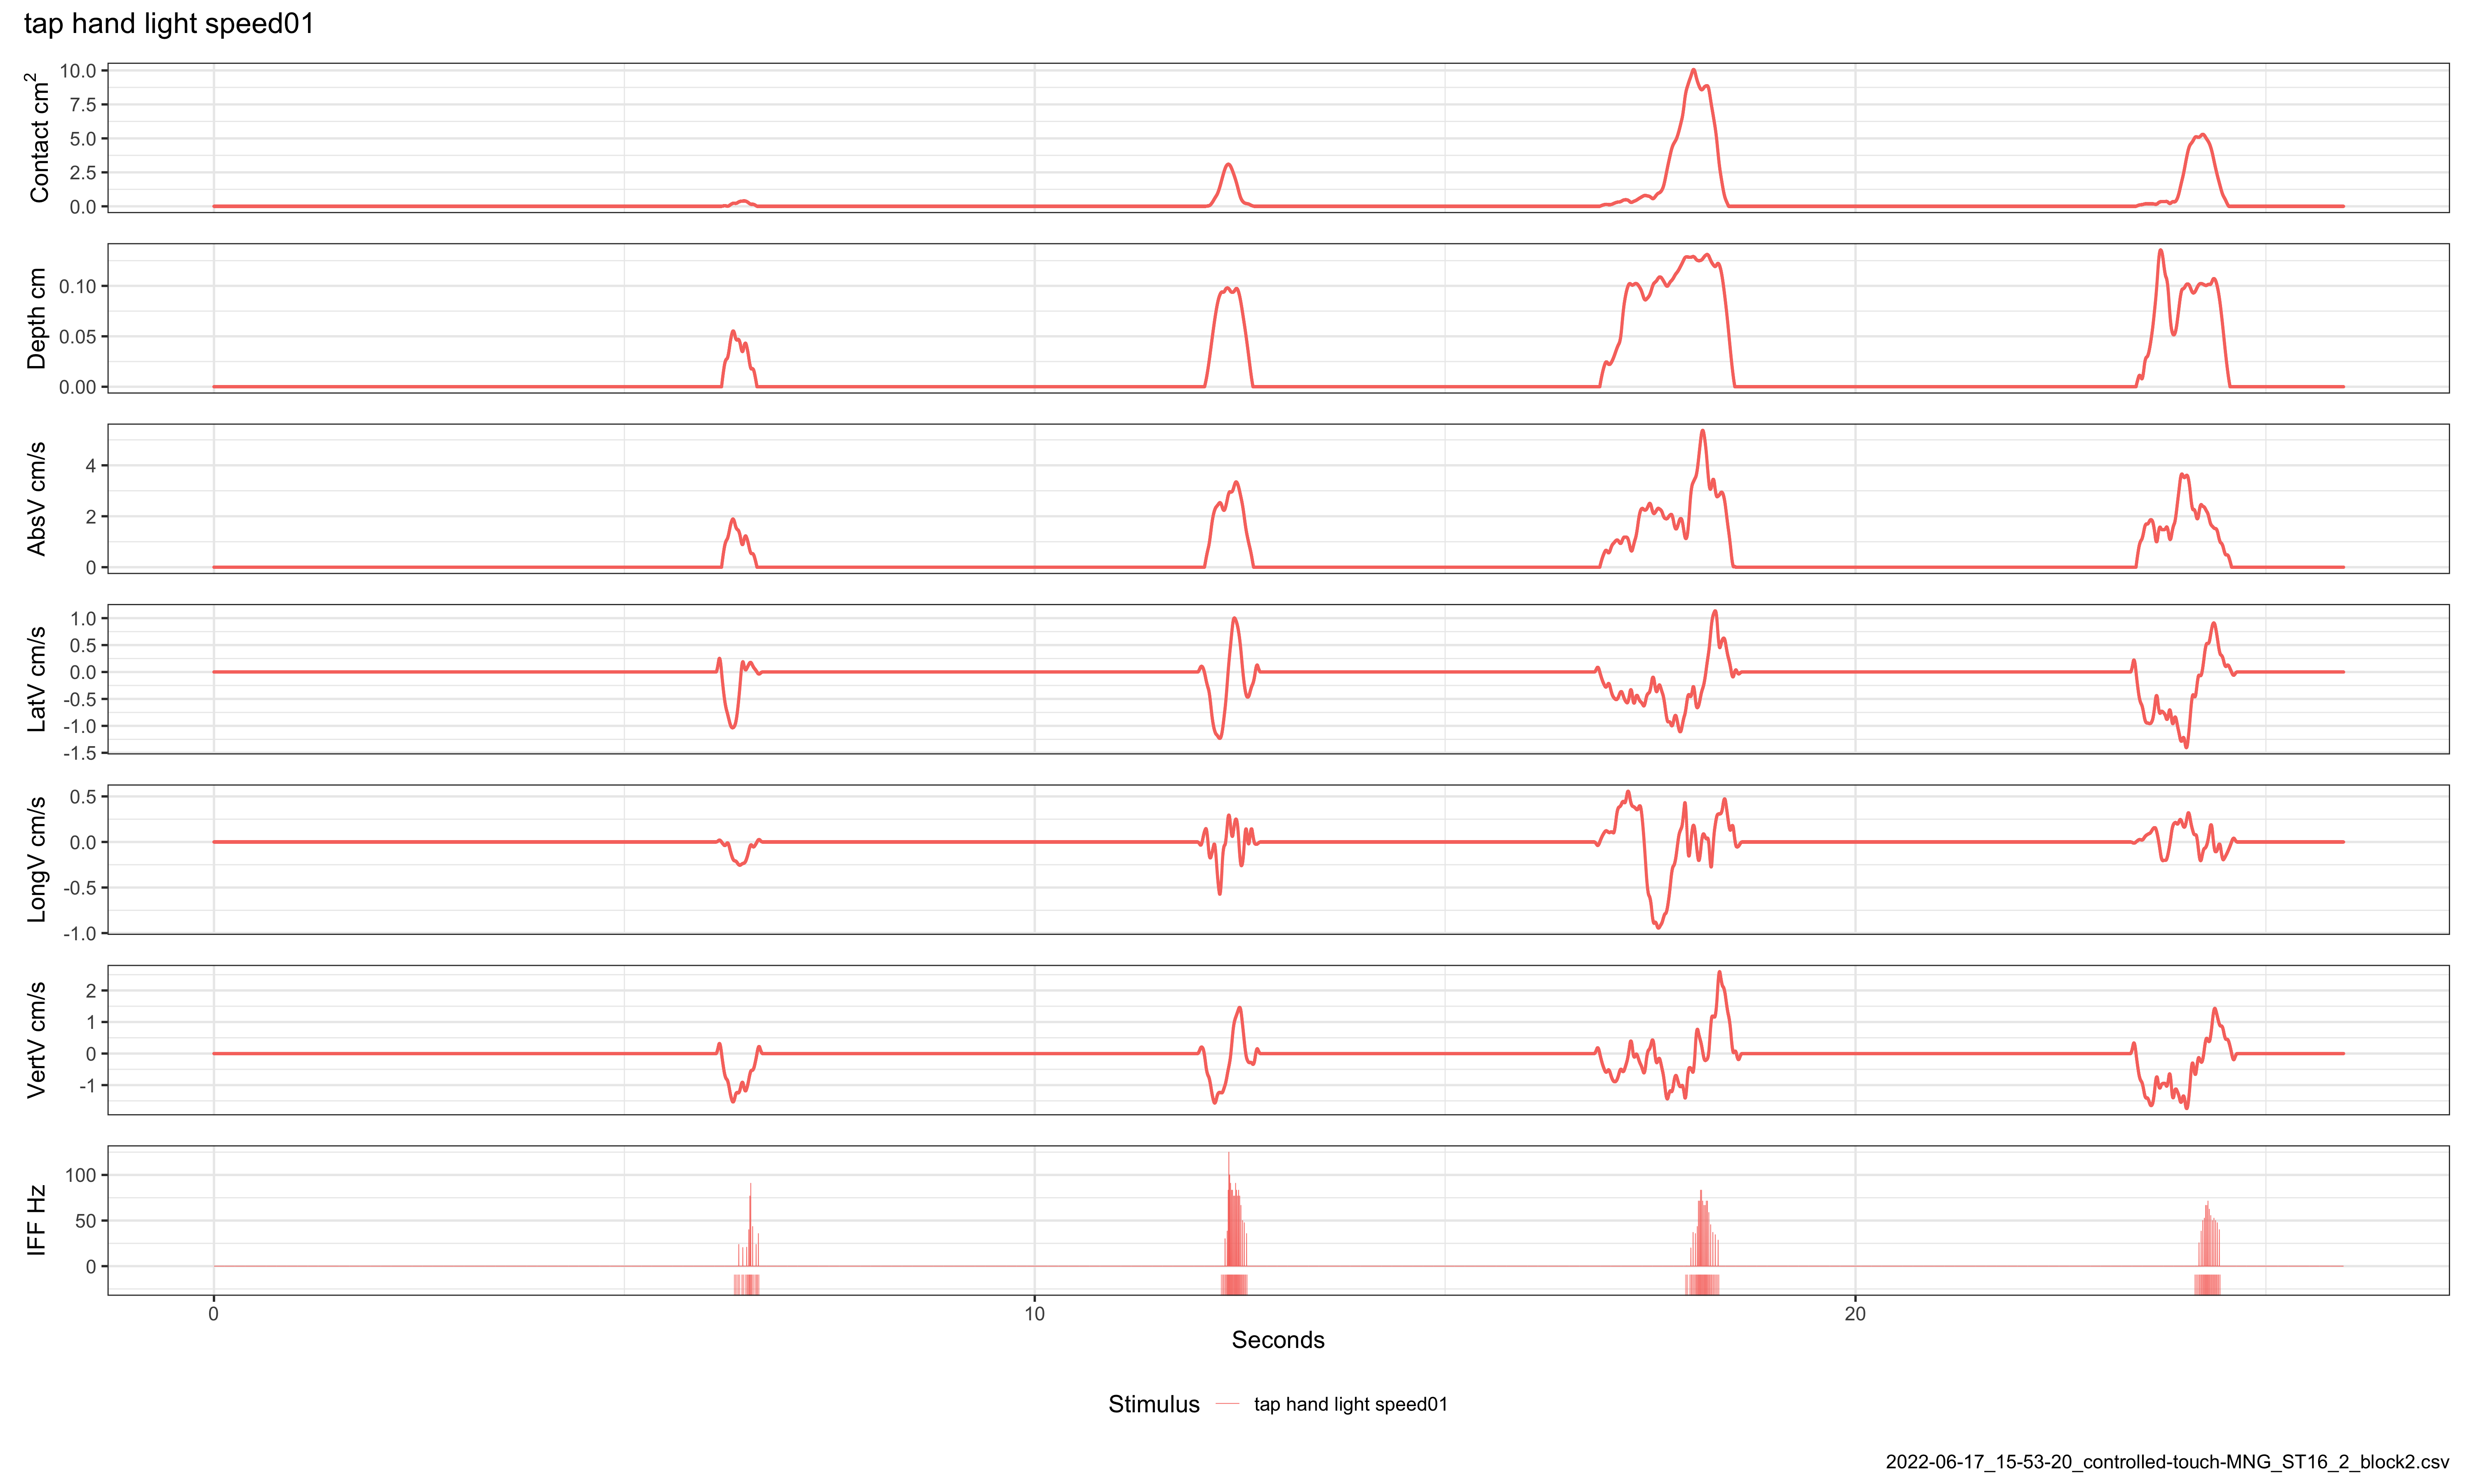 tap hand light speed01
Contact cm2
10.0
7.5
5.0
2.5
0.0
Depth cm
0.10
0.05
0.00
AbsV cm/s
4
2
0
LatV cm/s
1.0
0.5
0.0
-0.5
-1.0
-1.5
LongV cm/s
0.5
0.0
-0.5
-1.0
VertV cm/s
2
1
0
-1
IFF Hz
100
50
0
0 10 20
Seconds
Stimulus tap hand light speed01
2022-06-17_15-53-20_controlled-touch-MNG_ST16_2_block2.csv